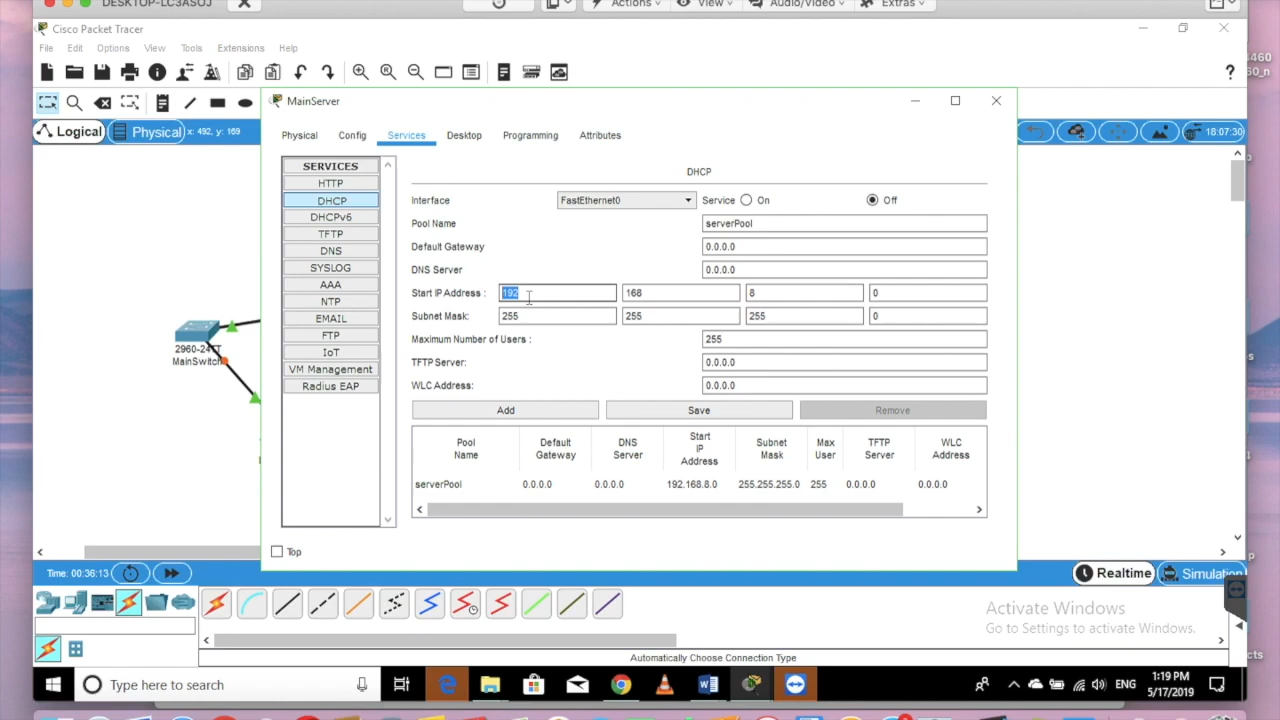 DESKTOP-LC3ASOJ
Actions
View
Audio/Video
Extras
Cisco Packet Tracer
4460
60_n
File Edit Options View Tools Extensions Help
?
MainServer
Logical
Physical x: 492, y: 169
18:07:30
Physical Config Services Desktop Programming Attributes
SERVICES
HTTP
DHCP
DHCPv6
TFTP
DNS
SYSLOG
AAA
NTP
EMAIL
FTP
IoT
VM Management
Radius EAP
DHCP
Interface FastEthernet0 Service On Off
Pool Name serverPool
Default Gateway 0.0.0.0
DNS Server 0.0.0.0
Start IP Address : 192 168 8 0
Subnet Mask: 255 255 255 0
Maximum Number of Users : 255
TFTP Server: 0.0.0.0
WLC Address: 0.0.0.0
Add Save Remove
Pool Name Default Gateway DNS Server Start IP Address Subnet Mask Max User TFTP Server WLC Address
serverPool 0.0.0.0 0.0.0.0 192.168.8.0 255.255.255.0 255 0.0.0.0 0.0.0.0
2960-24TT
MainSwitch
Top
Time: 00:36:13
Realtime
Simulation
Activate Windows
Go to Settings to activate Windows.
Automatically Choose Connection Type
Type here to search
ENG
1:19 PM
5/17/2019